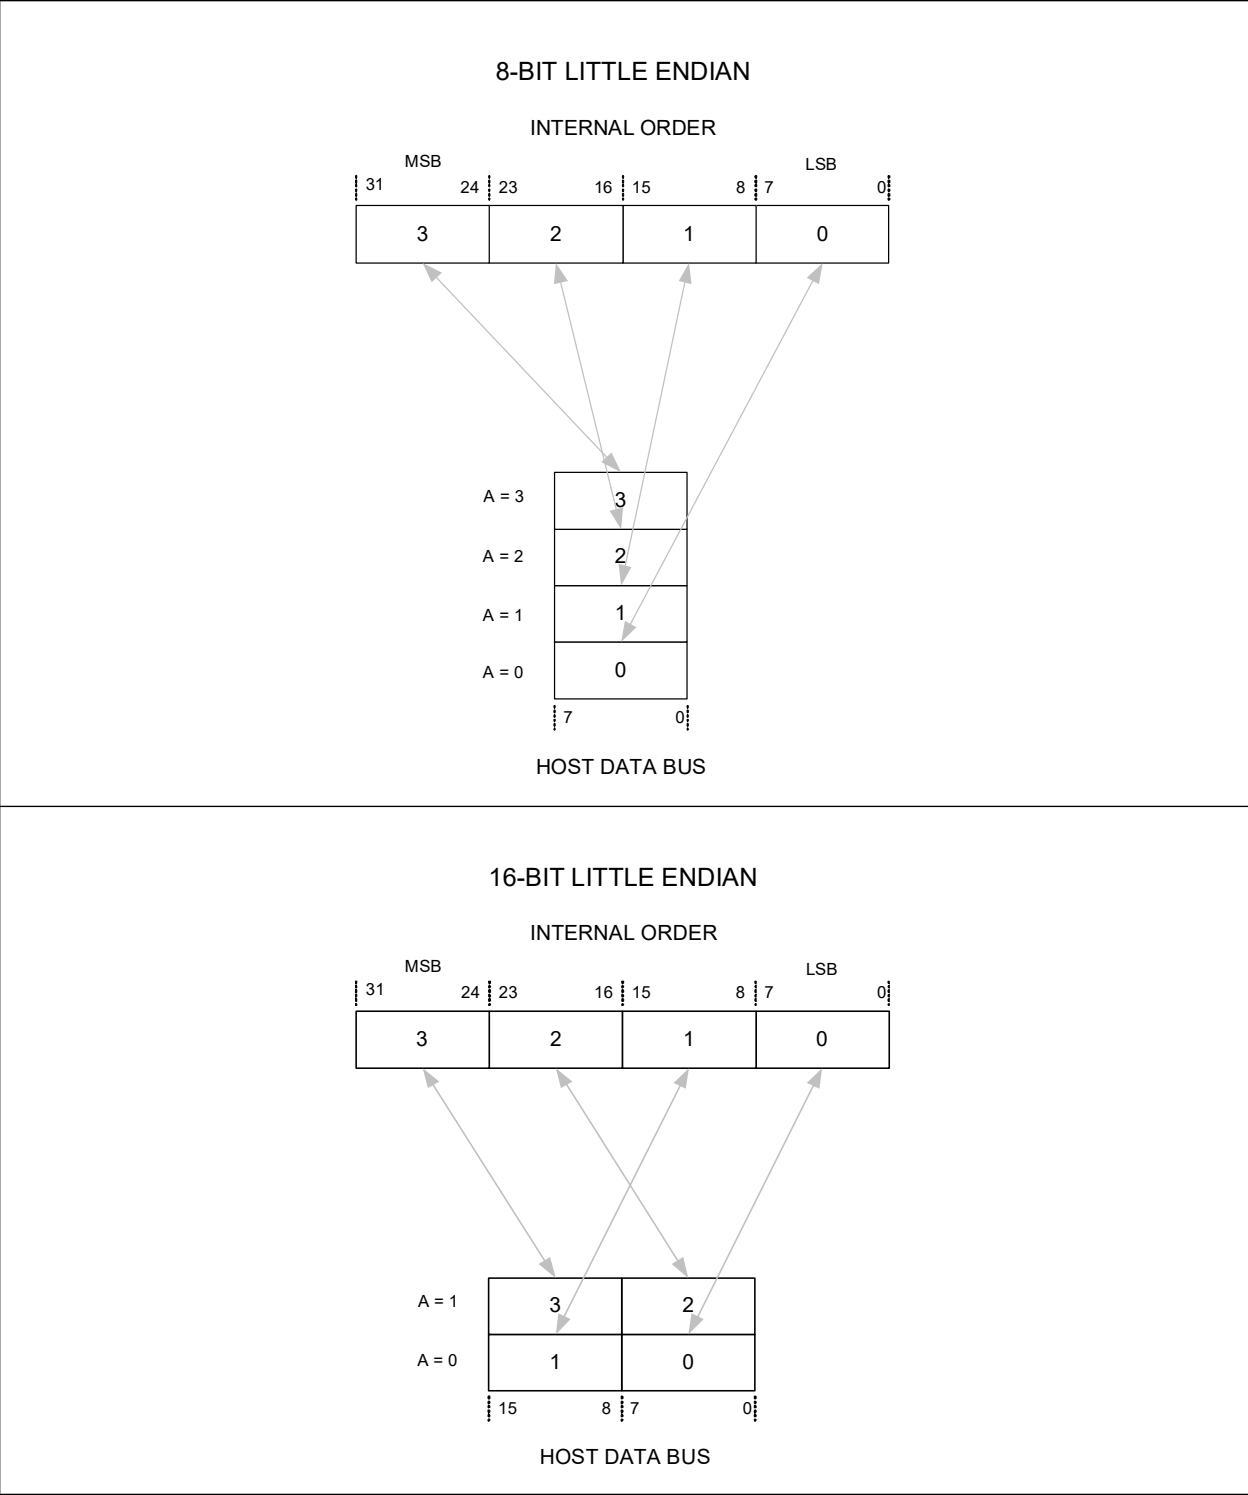 8-BIT LITTLE ENDIAN
INTERNAL ORDER
MSB LSB
31 24 23 16 15 8 7 0
3 2 1 0
A = 3 3
A = 2 2
A = 1 1
A = 0 0
7 0
HOST DATA BUS
16-BIT LITTLE ENDIAN
INTERNAL ORDER
MSB LSB
31 24 23 16 15 8 7 0
3 2 1 0
A = 1 3 2
A = 0 1 0
15 8 7 0
HOST DATA BUS